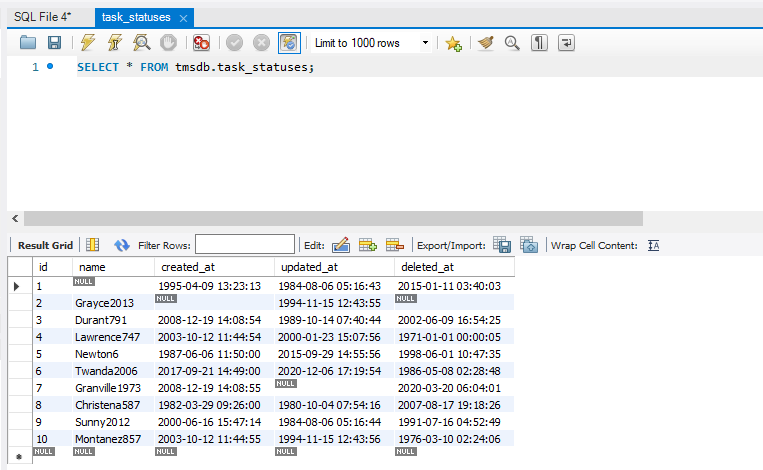 SQL File 4* task_statuses
Limit to 1000 rows
1 SELECT * FROM tmsdb.task_statuses;
Result Grid Filter Rows: Edit: Export/Import: Wrap Cell Content:
id name created_at updated_at deleted_at
1 NULL 1995-04-09 13:23:13 1984-08-06 05:16:43 2015-01-11 03:40:03
2 Grayce2013 NULL 1994-11-15 12:43:55 NULL
3 Durant791 2008-12-19 14:08:54 1989-10-14 07:40:44 2002-06-09 16:54:25
4 Lawrence747 2003-10-12 11:44:54 2000-01-23 15:07:56 1971-01-01 00:00:05
5 Newton6 1987-06-06 11:50:00 2015-09-29 14:55:56 1998-06-01 10:47:35
6 Twanda2006 2017-09-21 14:49:00 2020-12-06 17:19:54 1986-05-08 02:28:48
7 Granville1973 2008-12-19 14:08:55 NULL 2020-03-20 06:04:01
8 Christena587 1982-03-29 09:26:00 1980-10-04 07:54:16 2007-08-17 19:18:26
9 Sunny2012 2000-06-16 15:47:14 1984-08-06 05:16:44 1991-07-16 04:52:49
10 Montanez857 2003-10-12 11:44:55 1994-11-15 12:43:56 1976-03-10 02:24:06
NULL NULL NULL NULL NULL